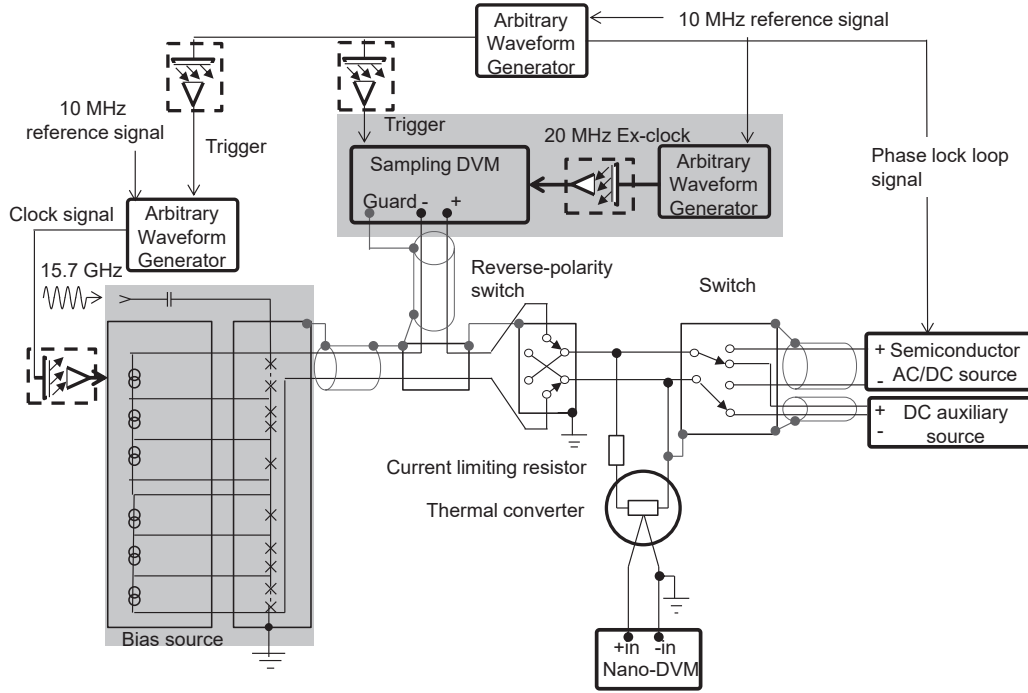 Arbitrary
Waveform
Generator
10 MHz reference signal
10 MHz
reference signal
Trigger
Trigger
20 MHz Ex-clock
Sampling DVM
Guard - +
Arbitrary
Waveform
Generator
Phase lock loop
signal
Clock signal
Arbitrary
Waveform
Generator
15.7 GHz
Reverse-polarity
switch
Switch
+ Semiconductor
- AC/DC source
+ DC auxiliary
- source
Current limiting resistor
Thermal converter
Bias source
+in -in
Nano-DVM